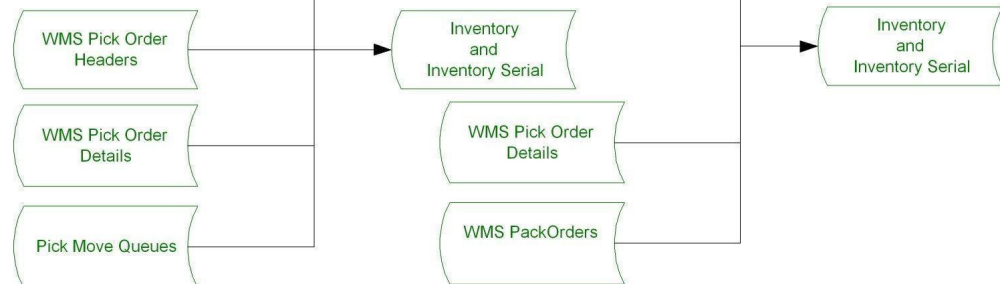 WMS Pick Order
Headers
Inventory
and
Inventory Serial
Inventory
and
Inventory Serial
WMS Pick Order
Details
WMS Pick Order
Details
Pick Move Queues
WMS PackOrders